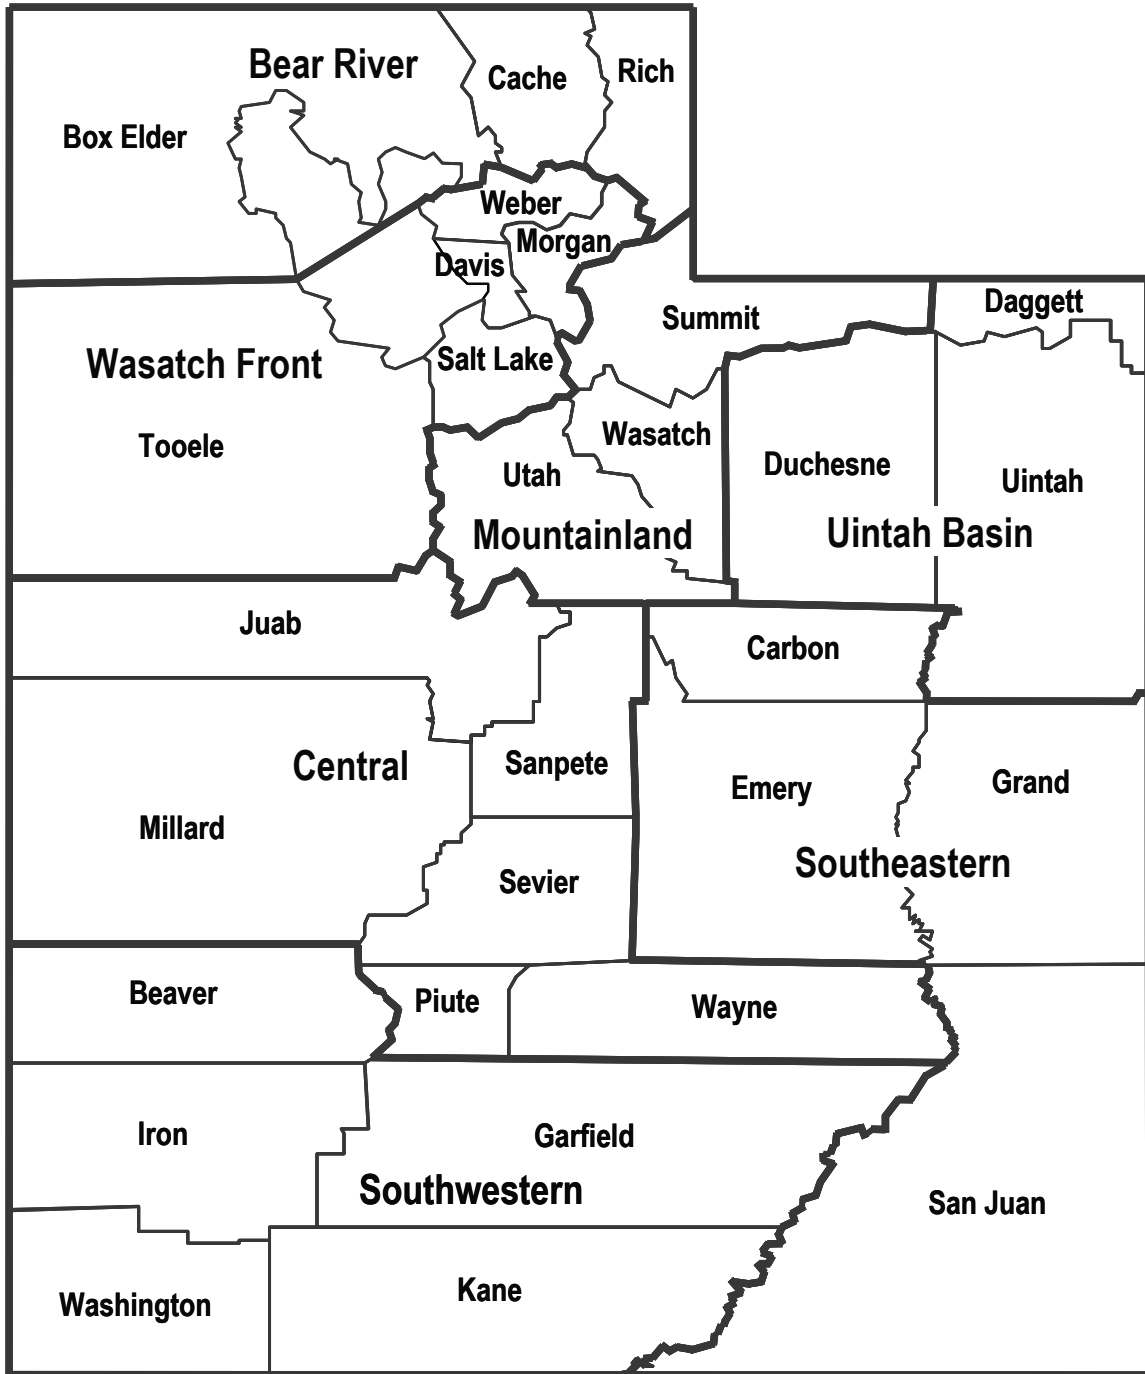 Bear River
Cache
Rich
Box Elder
Weber
Morgan
Davis
Daggett
Summit
Wasatch Front
Salt Lake
Tooele
Wasatch
Utah
Duchesne
Uintah
Mountainland
Uintah Basin
Juab
Carbon
Central
Sanpete
Emery
Grand
Millard
Southeastern
Sevier
Beaver
Piute
Wayne
Iron
Garfield
Southwestern
San Juan
Washington
Kane